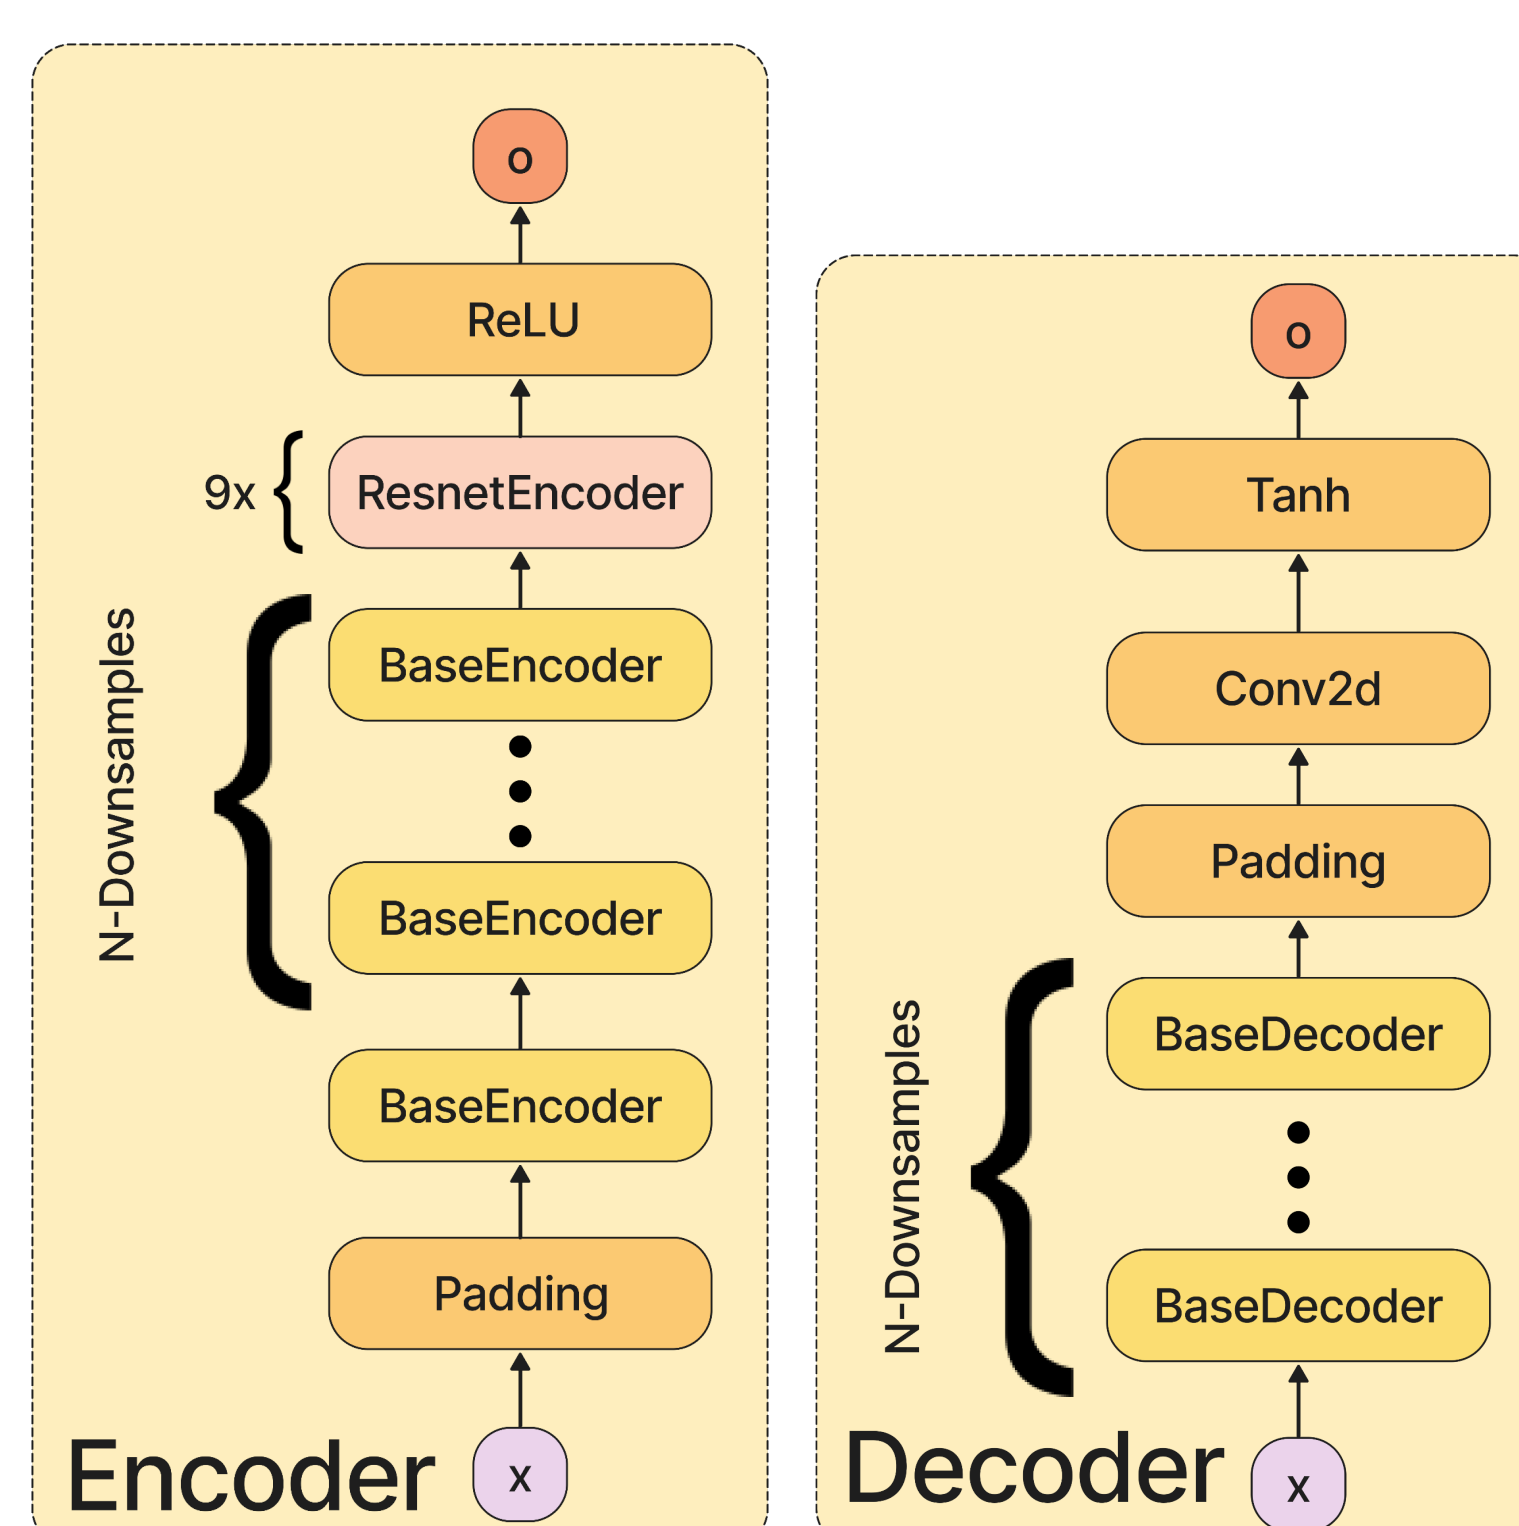 o
ReLU
9x
ResnetEncoder
N-Downsamples
BaseEncoder
BaseEncoder
BaseEncoder
Padding
Encoder
x
o
Tanh
Conv2d
Padding
N-Downsamples
BaseDecoder
BaseDecoder
Decoder
x